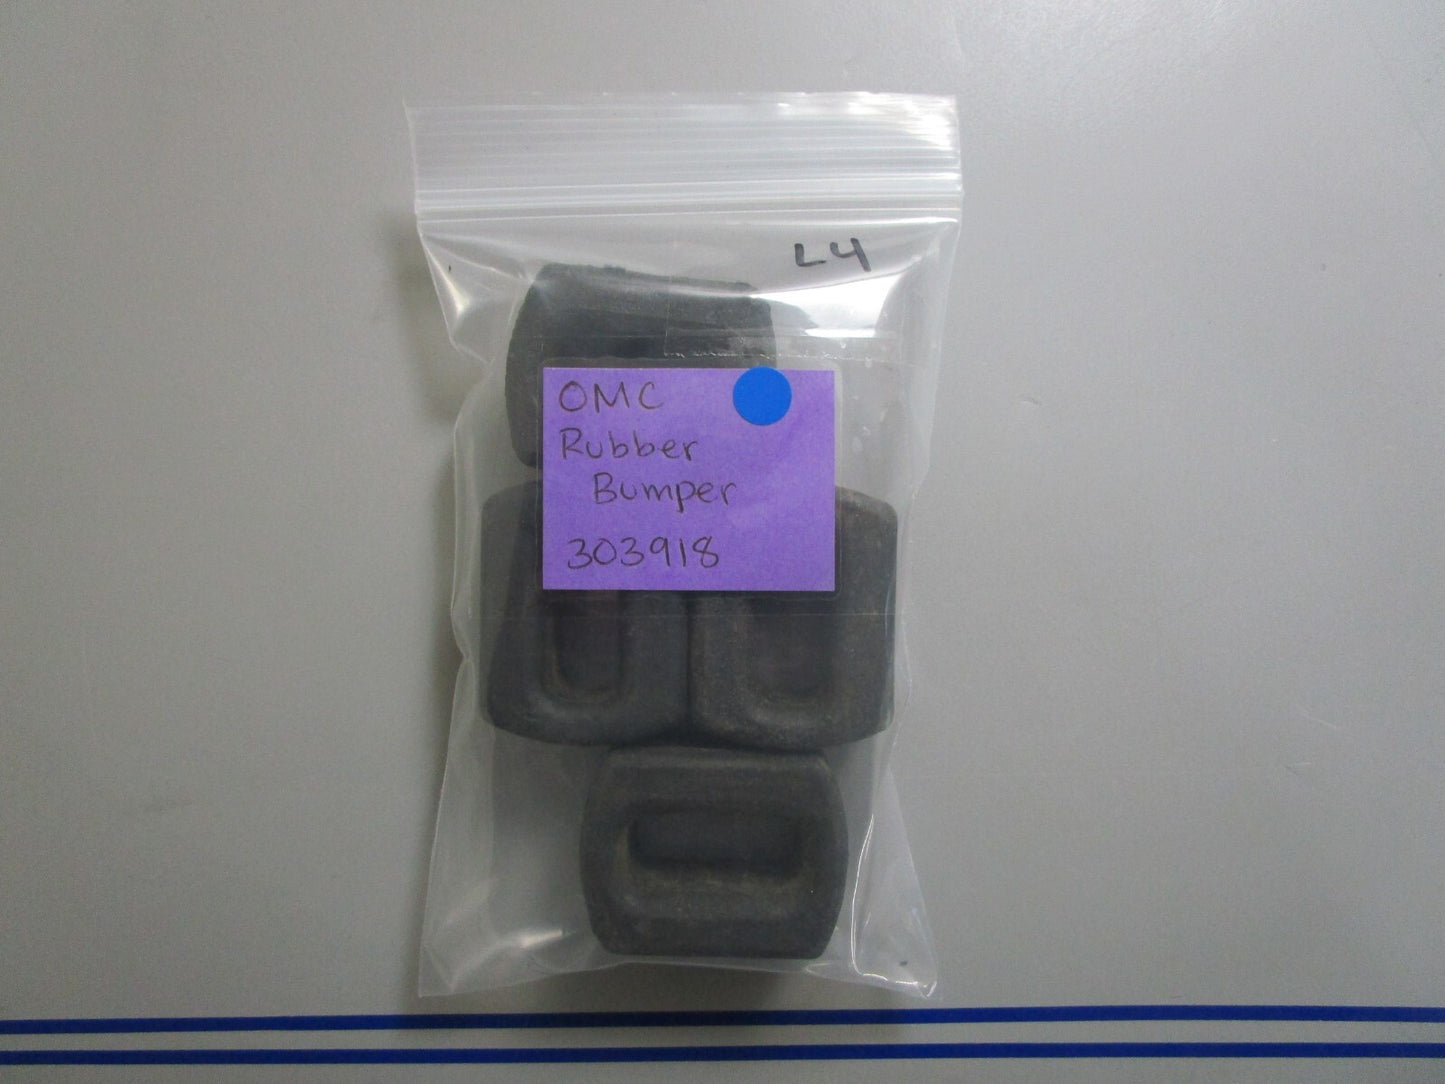 L4
OMC
Rubber
Bumper
303918